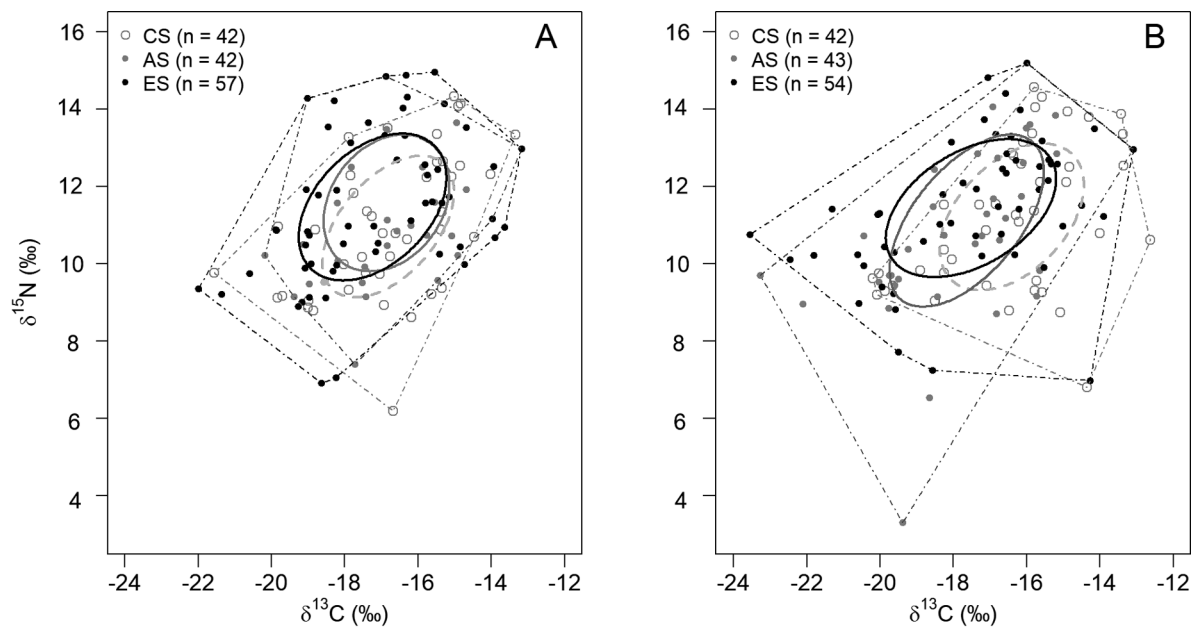 A
CS (n = 42)
AS (n = 42)
ES (n = 57)
16
14
12
10
8
6
4
δ¹⁵N (‰)
-24 -22 -20 -18 -16 -14 -12
δ¹³C (‰)
B
CS (n = 42)
AS (n = 43)
ES (n = 54)
16
14
12
10
8
6
4
-24 -22 -20 -18 -16 -14 -12
δ¹³C (‰)